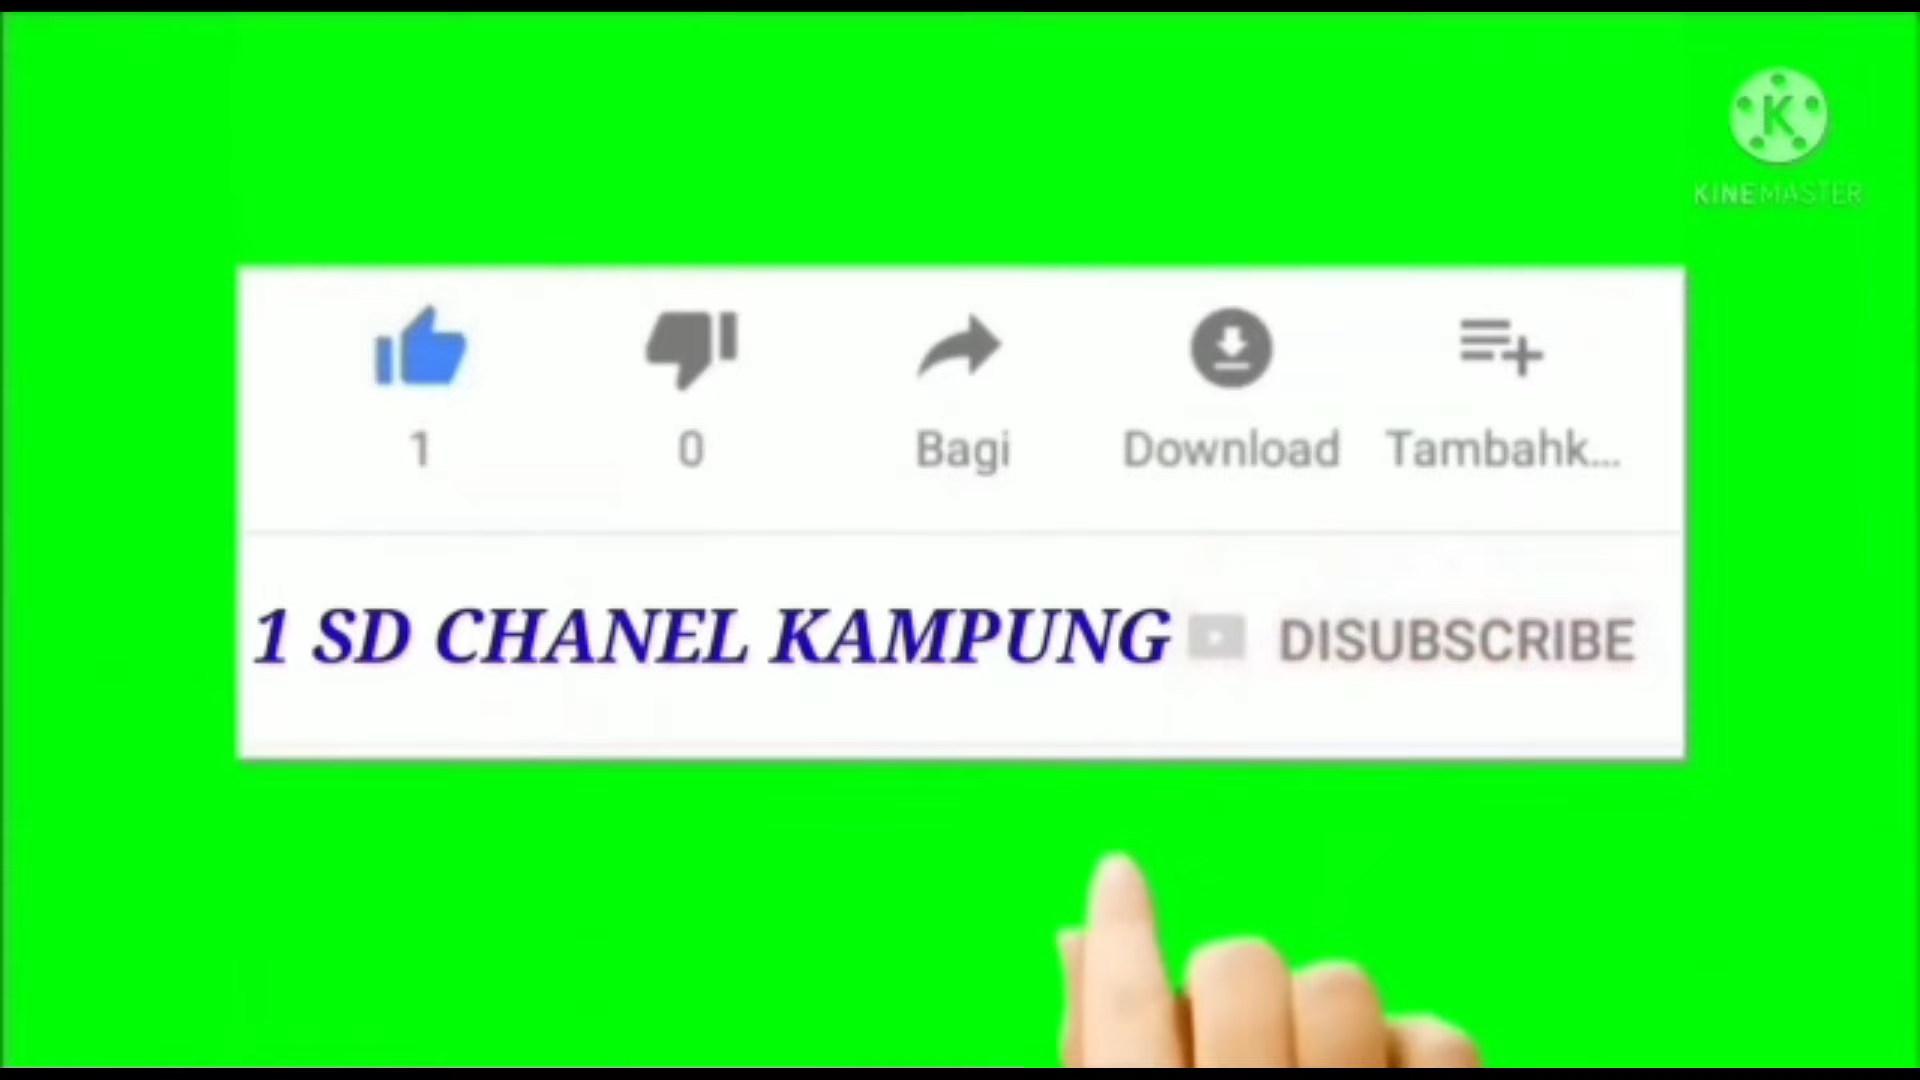 K
KINEMASTER
1 0 Bagi Download Tambahk...
1 SD CHANEL KAMPUNG DISUBSCRIBE